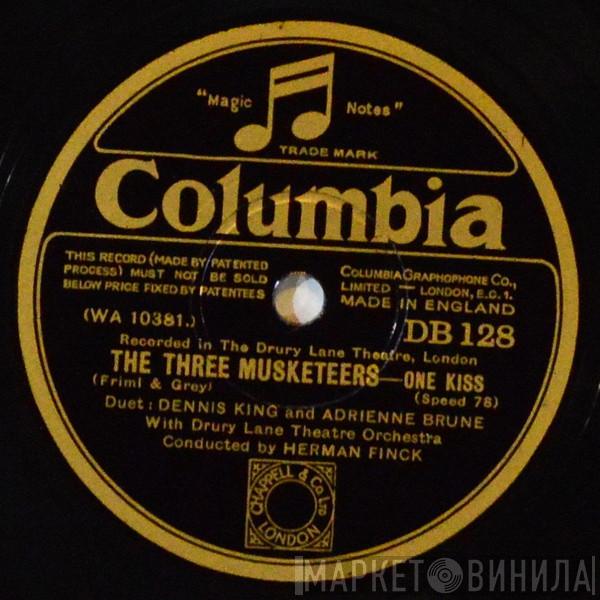 "Magic Notes"
TRADE MARK
Columbia
THIS RECORD (MADE BY PATENTED
PROCESS) MUST NOT BE SOLD
BELOW PRICE FIXED BY PATENTEES
COLUMBIA GRAPHOPHONE CO.,
LIMITED — LONDON, E.C.1.
MADE IN ENGLAND
(WA 10381.)
DB 128
Recorded in The Drury Lane Theatre, London
THE THREE MUSKETEERS—ONE KISS
(Friml & Grey)
(Speed 78)
Duet: DENNIS KING and ADRIENNE BRUNE
With Drury Lane Theatre Orchestra
Conducted by HERMAN FINCK
CHAPPELL & CO LTD
LONDON
МАРКЕТ ВИНИЛА